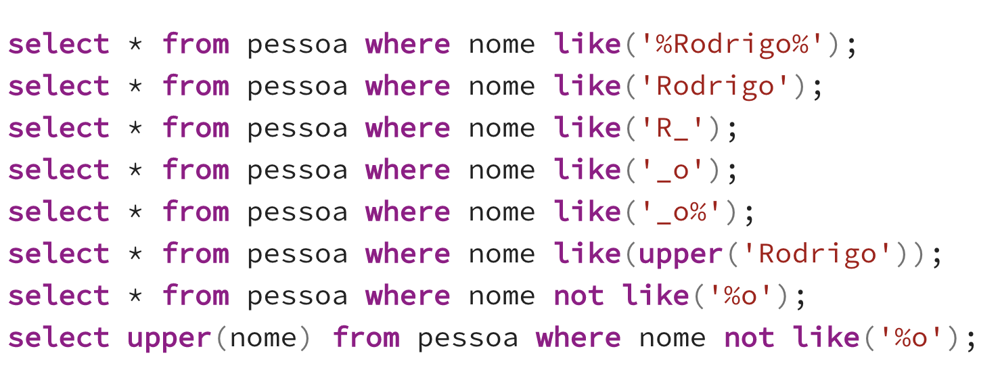 select * from pessoa where nome like('%Rodrigo%');
select * from pessoa where nome like('Rodrigo');
select * from pessoa where nome like('R_');
select * from pessoa where nome like('_o');
select * from pessoa where nome like('_o%');
select * from pessoa where nome like(upper('Rodrigo'));
select * from pessoa where nome not like('%o');
select upper(nome) from pessoa where nome not like('%o');